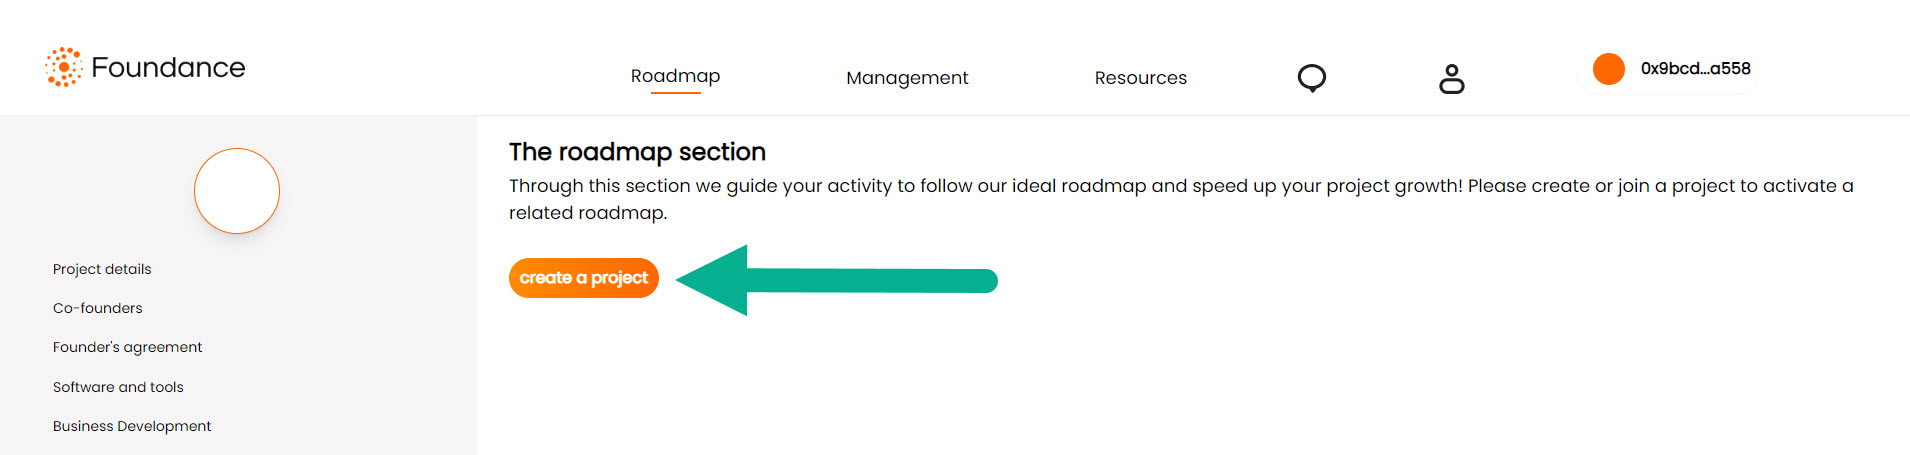 Foundance
Roadmap
Management
Resources
0x9bcd...a558
Project details
Co-founders
Founder's agreement
Software and tools
Business Development
The roadmap section
Through this section we guide your activity to follow our ideal roadmap and speed up your project growth! Please create or join a project to activate a
related roadmap.
create a project